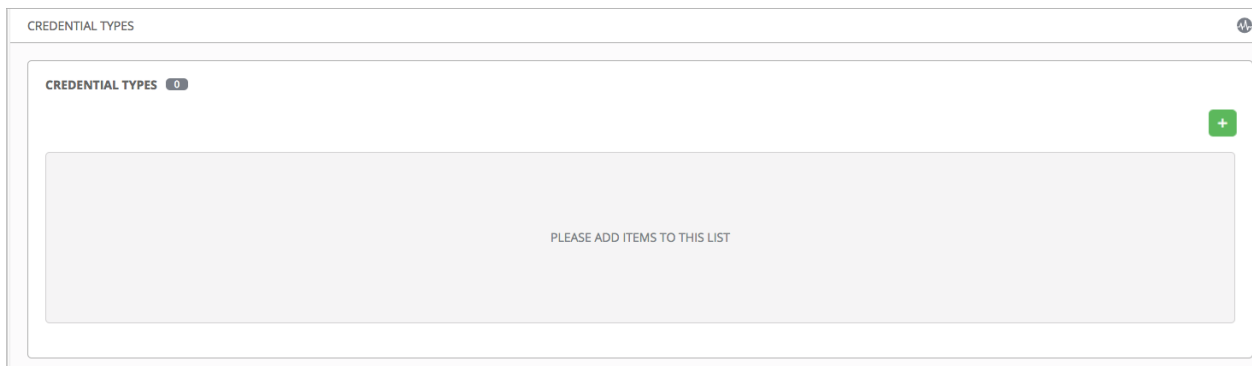 CREDENTIAL TYPES
CREDENTIAL TYPES 0
+
PLEASE ADD ITEMS TO THIS LIST